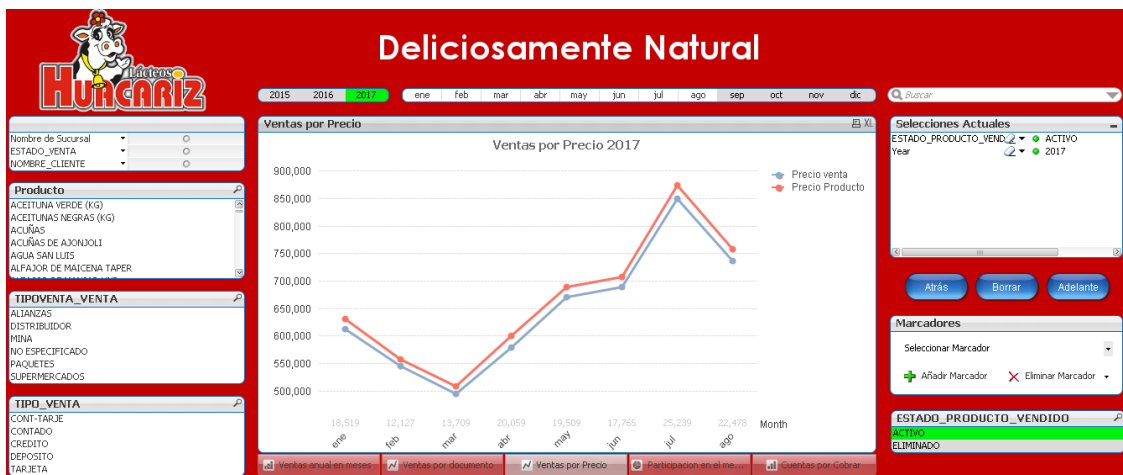 Lácteos
HUACARIZ
Deliciosamente Natural
2015 2016 2017
ene feb mar abr may jun jul ago sep oct nov dic
Buscar
Nombre de Sucursal
ESTADO_VENTA
NOMBRE_CLIENTE
Producto
ACEITUNA VERDE (KG)
ACEITUNAS NEGRAS (KG)
ACUÑAS
ACUÑAS DE AJONJOLI
AGUA SAN LUIS
ALFAJOR DE MAICENA TAPER
TIPOVENTA_VENTA
ALIANZAS
DISTRIBUIDOR
MINA
NO ESPECIFICADO
PAQUETES
SUPERMERCADOS
TIPO_VENTA
CONT-TARJE
CONTADO
CREDITO
DEPOSITO
TARJETA
Ventas por Precio
XL
Ventas por Precio 2017
Precio venta
Precio Producto
900,000
850,000
800,000
750,000
700,000
650,000
600,000
550,000
500,000
18,519 12,127 13,709 20,059 19,509 17,765 25,239 22,478
Month
ene feb mar abr may jun jul ago
Ventas anual en meses
Ventas por documento
Ventas por Precio
Participacion en el me...
Cuentas por Cobrar
Selecciones Actuales
ESTADO_PRODUCTO_VEND ACTIVO
Year 2017
Atrás Borrar Adelante
Marcadores
Seleccionar Marcador
Añadir Marcador Eliminar Marcador
ESTADO_PRODUCTO_VENDIDO
ACTIVO
ELIMINADO